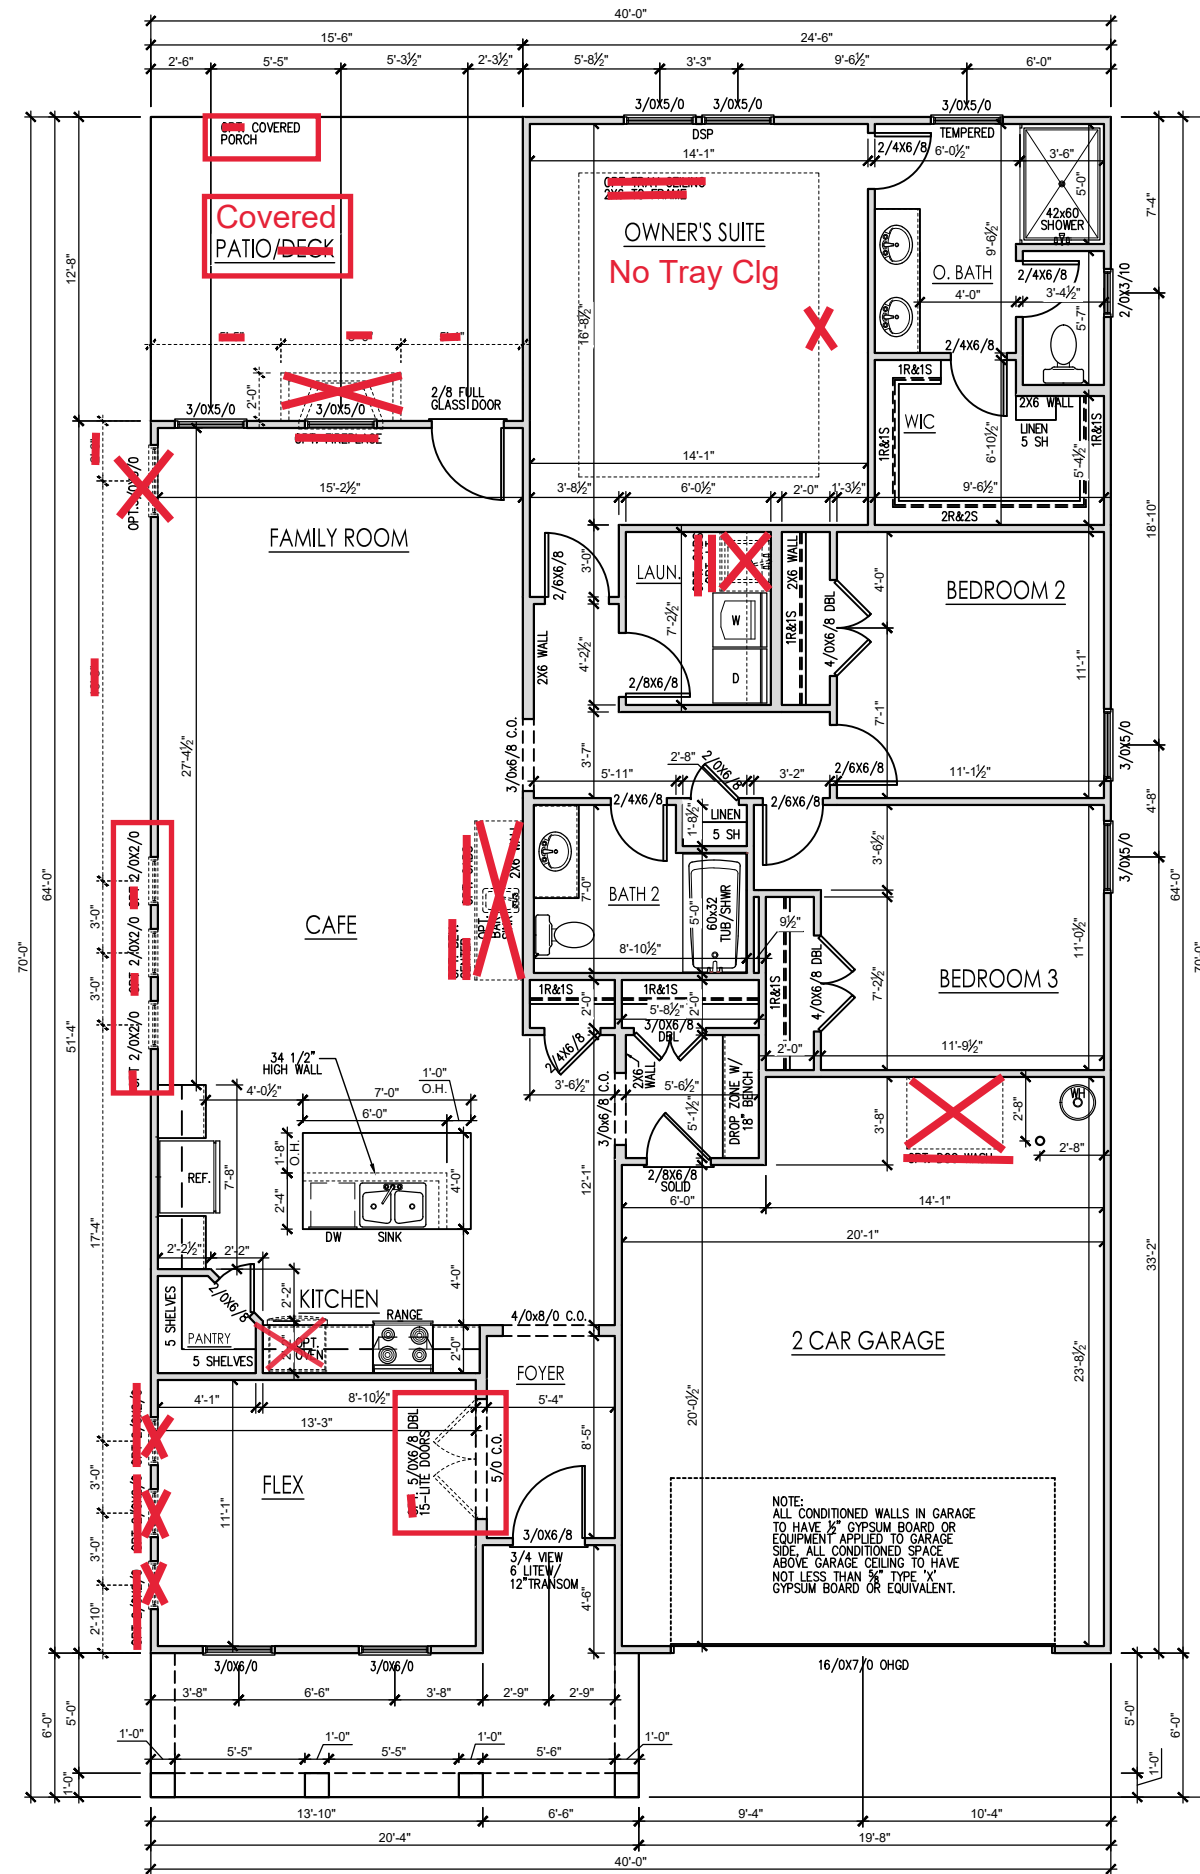 40'-0"
15'-6"
24'-6"
2'-6"
5'-5"
5'-3½"
2'-3½"
5'-8½"
3'-3"
9'-6½"
6'-0"
3/0X5/0
3/0X5/0
3/0X5/0
DSP
TEMPERED
COVERED
PORCH
14'-1"
2/4X6/8
6'-0½"
3'-6"
5'-0"
42x60
SHOWER
7'-4"
Covered
PATIO/DECK
OPT TRAY CEILING
2X6 TO FRAME
OWNER'S SUITE
No Tray Clg
9'-6½"
O. BATH
2/4X6/8
4'-0"
3'-4½"
5'-7"
2/0X3/10
12'-8"
16'-8½"
2/4X6/8
2'-0"
2/8 FULL
GLASS DOOR
3/0X5/0
3/0X5/0
OPT. FIREPLACE
1R&1S
WIC
1R&1S
6'-10½"
2X6 WALL
LINEN
5 SH
5'-4½"
1R&1S
14'-1"
15'-2½"
3'-8½"
6'-0½"
2'-0"
1'-3½"
9'-6½"
2R&2S
18'-10"
FAMILY ROOM
2/6X6/8
3'-0"
LAUN.
7'-2½"
W
D
2X6 WALL
1R&1S
4/0X6/8 DBL
4'-0"
BEDROOM 2
11'-1"
2X6 WALL
4'-2½"
2/8X6/8
7'-1"
27'-4½"
3/0x6/8 C.O.
3'-7"
5'-11"
2'-8"
2/0X6/8
3'-2"
2/6X6/8
11'-1½"
3/0X5/0
4'-8"
2/4X6/8
1'-8½"
LINEN
5 SH
2/6X6/8
3'-6½"
3/0X5/0
70'-0"
64'-0"
2/0X2/0
2/0X2/0
2/0X2/0
3'-0"
3'-0"
51'-4"
CAFE
2X6 WALL
BATH 2
7'-0"
5'-0"
60x32
TUB/SHWR
8'-10½"
9½"
1R&1S
4/0X6/8 DBL
7'-2½"
BEDROOM 3
11'-0½"
64'-0"
70'-0"
1R&1S
1R&1S
2'-0"
5'-8½"
2'-0"
3/0X6/8
DBL
2'-0"
11'-9½"
34 1/2"
HIGH WALL
1'-0"
O.H.
2/4X6/8
2X6
WALL
3'-6½"
5'-6½"
3/0x6/8 C.O.
5'-1½"
DROP ZONE W/
18" BENCH
4'-0½"
7'-0"
6'-0"
1'-8"
O.H.
2'-4"
4'-0"
7'-8"
REF.
DW
SINK
12'-1"
2/8X6/8
SOLID
3'-8"
2'-8"
WH
2'-8"
OPT. DOG WASH
6'-0"
14'-1"
20'-1"
17'-4"
2'-2½"
2'-2"
2/0X6/8
5 SHELVES
PANTRY
5 SHELVES
2'-2"
KITCHEN
4'-0"
RANGE
OPT.
OVEN
2'-0"
4/0x8/0 C.O.
FOYER
2 CAR GARAGE
33'-2"
23'-8½"
20'-0½"
4'-1"
8'-10½"
5'-4"
13'-3"
5/0X6/8 DBL
15-LITE DOORS
5/0 C.O.
8'-5"
FLEX
11'-1"
3'-0"
3'-0"
2'-10"
3/0X6/8
3/4 VIEW
6 LITEW/
12"TRANSOM
4'-6"
NOTE:
ALL CONDITIONED WALLS IN GARAGE
TO HAVE ½" GYPSUM BOARD OR
EQUIPMENT APPLIED TO GARAGE
SIDE, ALL CONDITIONED SPACE
ABOVE GARAGE CEILING TO HAVE
NOT LESS THAN ⅝" TYPE 'X'
GYPSUM BOARD OR EQUIVALENT.
3/0X6/0
3/0X6/0
16/0X7/0 OHGD
3'-8"
6'-6"
3'-8"
2'-9"
2'-9"
6'-0"
5'-0"
1'-0"
1'-0"
1'-0"
1'-0"
1'-0"
5'-5"
5'-5"
5'-6"
5'-0"
1'-0"
6'-0"
13'-10"
6'-6"
9'-4"
10'-4"
20'-4"
19'-8"
40'-0"